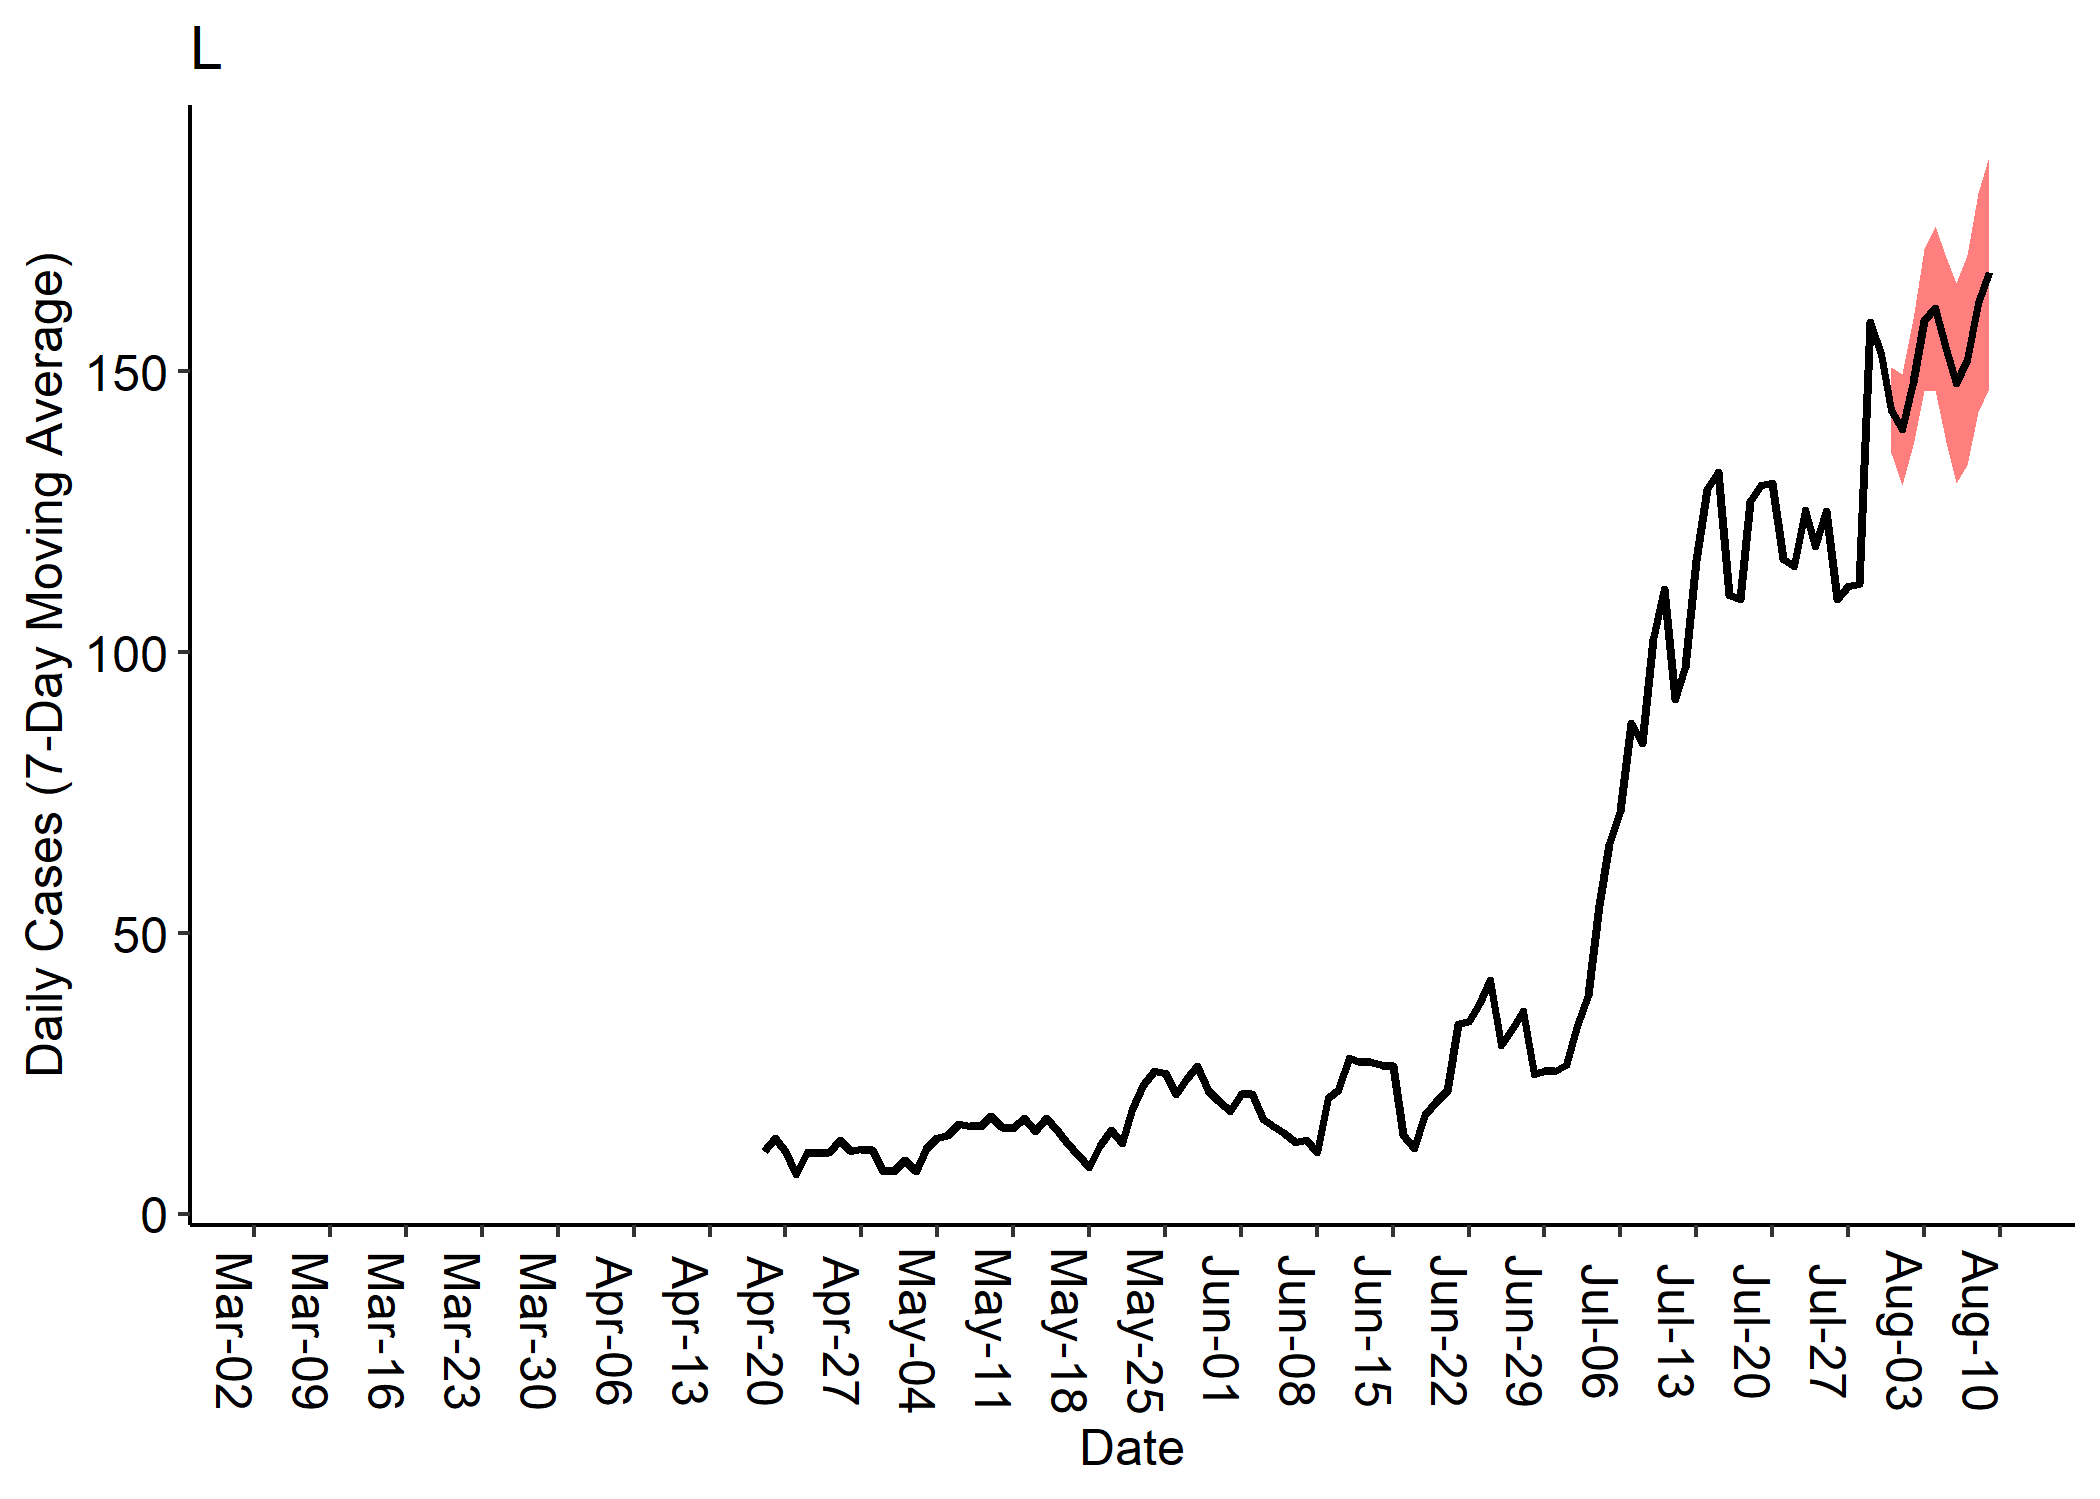 L
Daily Cases (7-Day Moving Average)
150
100
50
0
Mar-02
Mar-09
Mar-16
Mar-23
Mar-30
Apr-06
Apr-13
Apr-20
Apr-27
May-04
May-11
May-18
May-25
Jun-01
Jun-08
Jun-15
Jun-22
Jun-29
Jul-06
Jul-13
Jul-20
Jul-27
Aug-03
Aug-10
Date